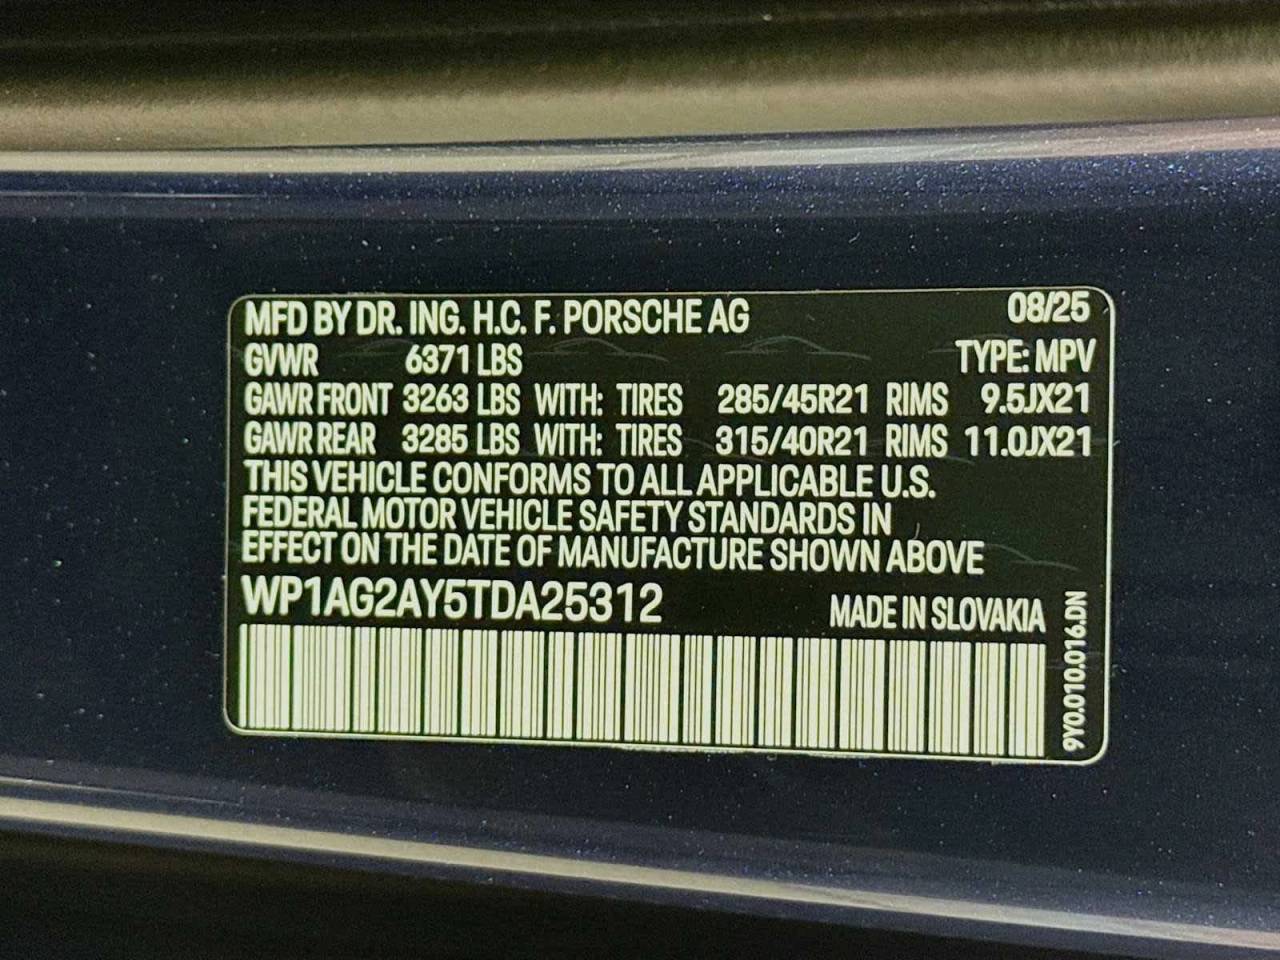 MFD BY DR. ING. H.C. F. PORSCHE AG 08/25
GVWR 6371 LBS TYPE: MPV
GAWR FRONT 3263 LBS WITH: TIRES 285/45R21 RIMS 9.5JX21
GAWR REAR 3285 LBS WITH: TIRES 315/40R21 RIMS 11.0JX21
THIS VEHICLE CONFORMS TO ALL APPLICABLE U.S.
FEDERAL MOTOR VEHICLE SAFETY STANDARDS IN
EFFECT ON THE DATE OF MANUFACTURE SHOWN ABOVE
WP1AG2AY5TDA25312 MADE IN SLOVAKIA
9Y0.010.016.DN